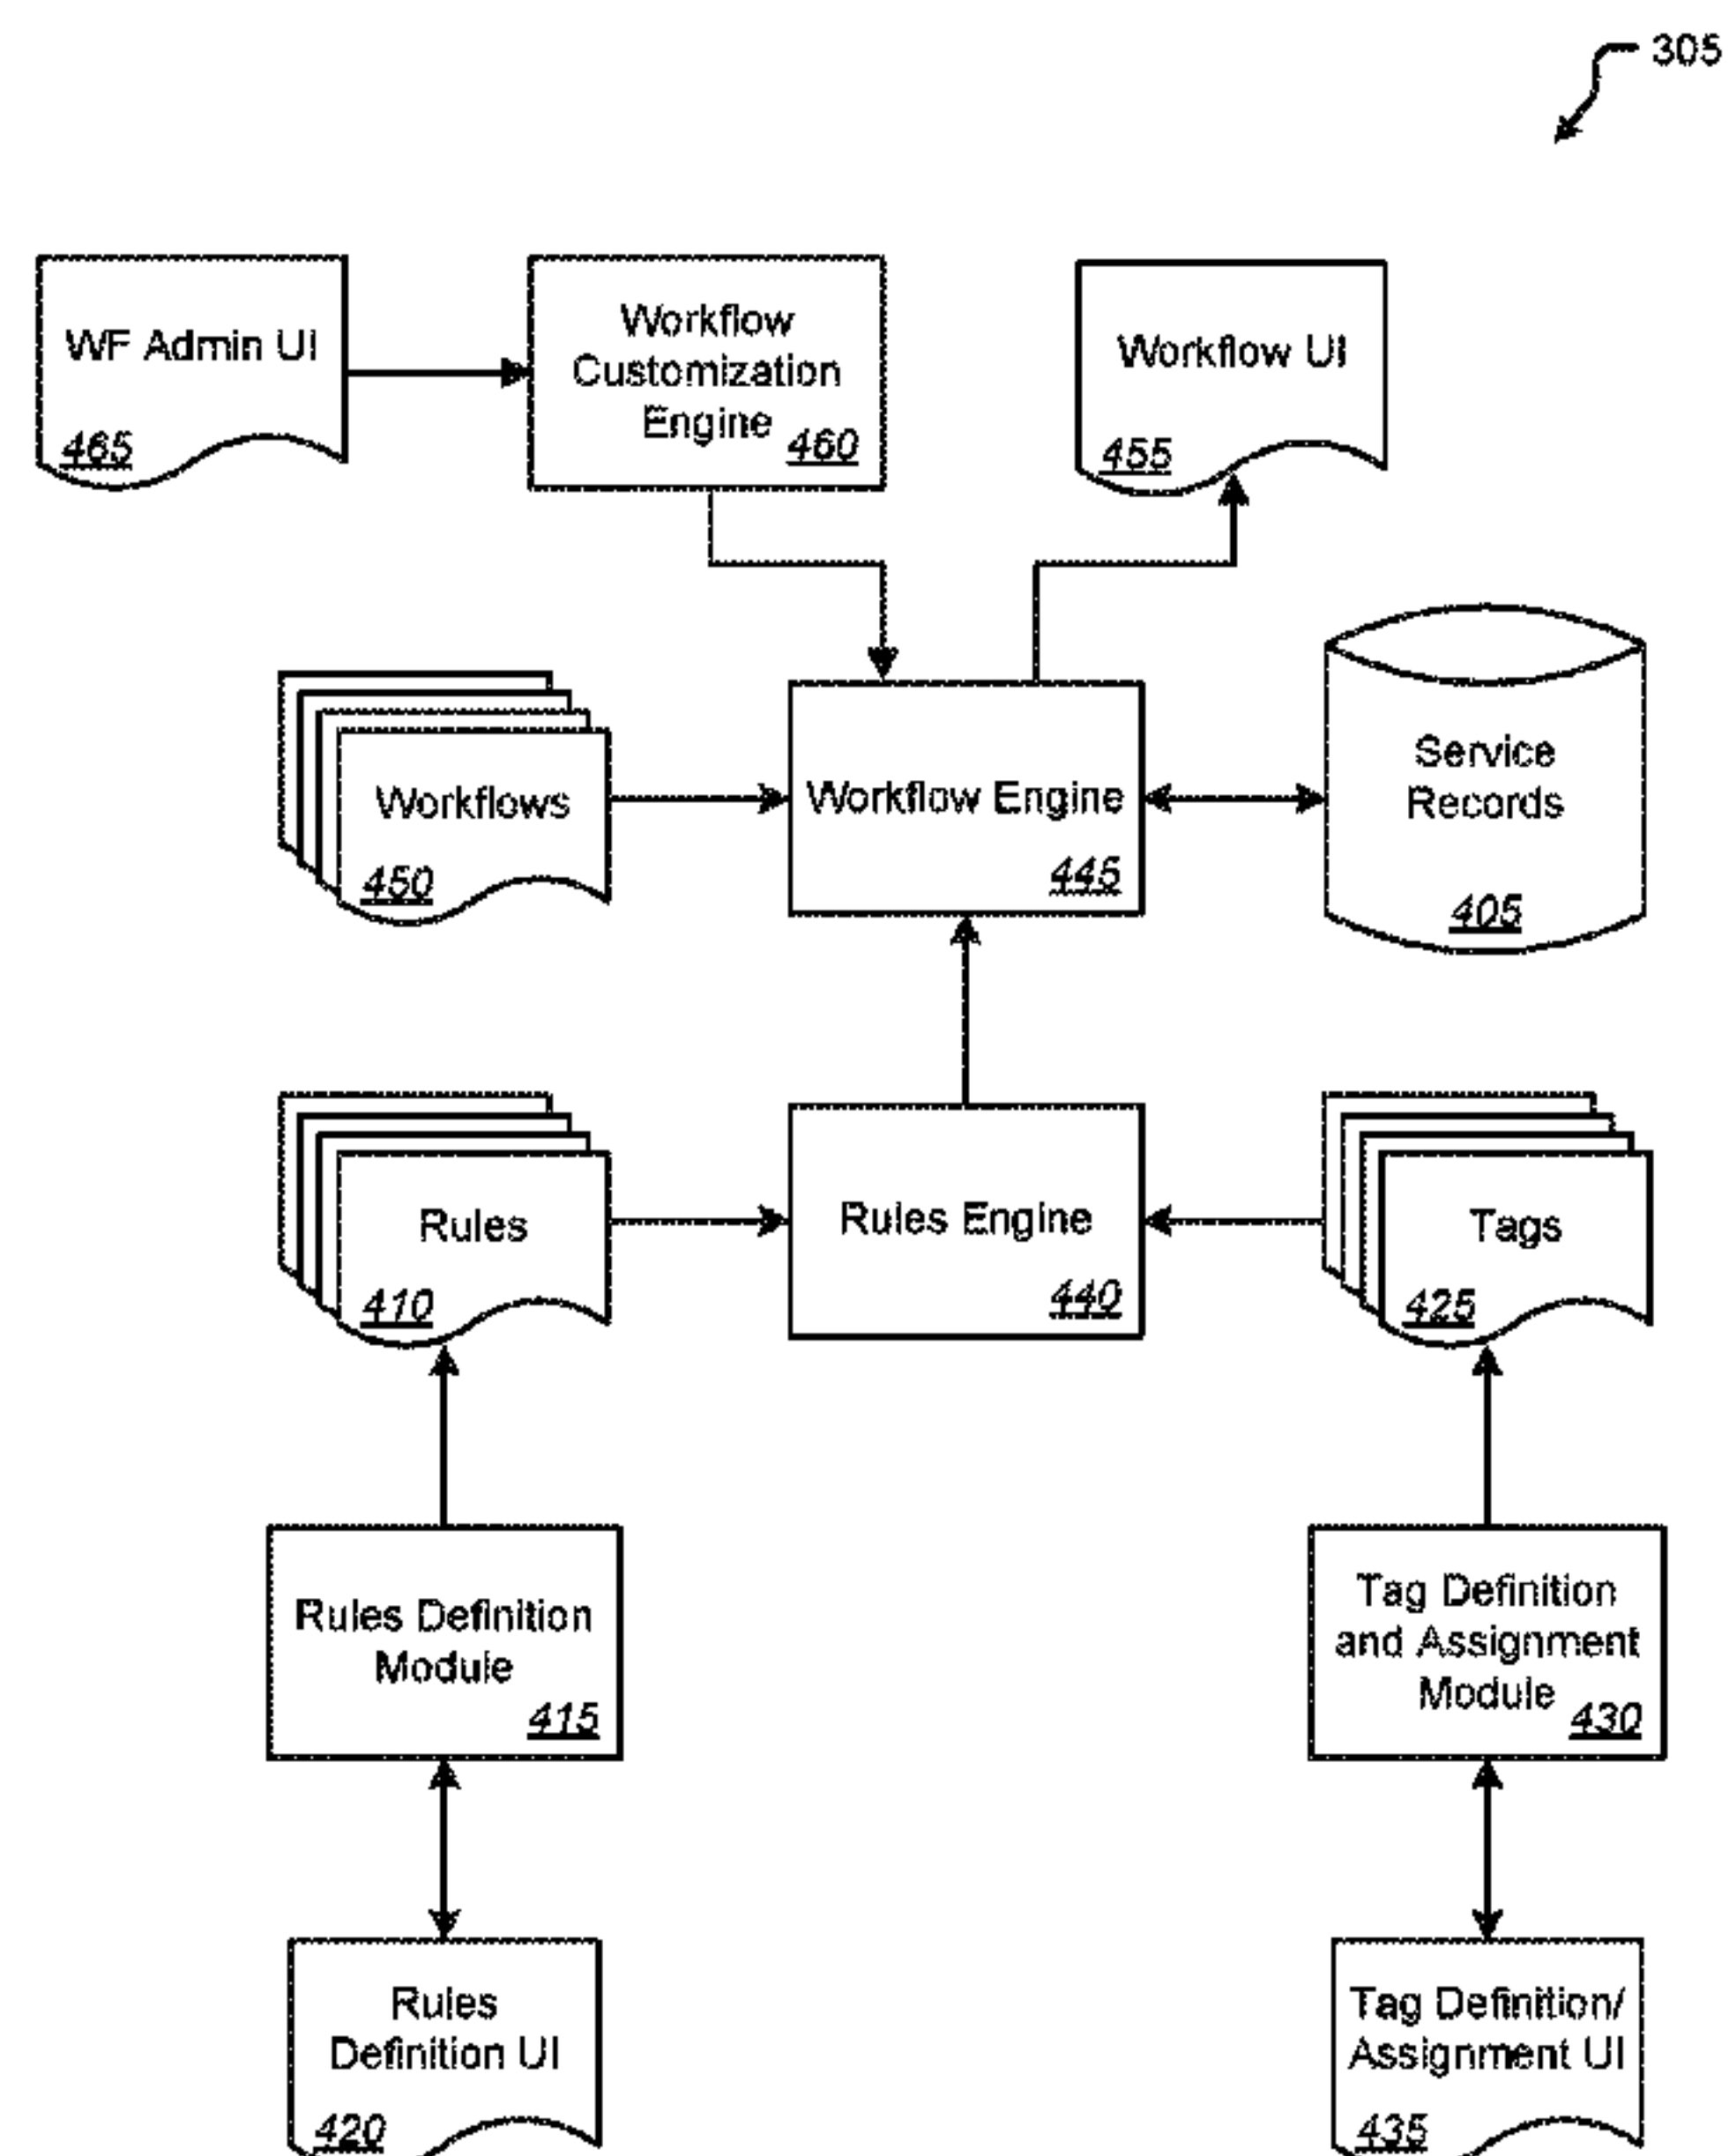 305
WF Admin UI
465
Workflow
Customization
Engine
460
Workflow UI
455
Workflows
450
Workflow Engine
445
Service
Records
405
Rules
410
Rules Engine
440
Tags
425
Rules Definition
Module
415
Tag Definition
and Assignment
Module
430
Rules
Definition UI
420
Tag Definition/
Assignment UI
435